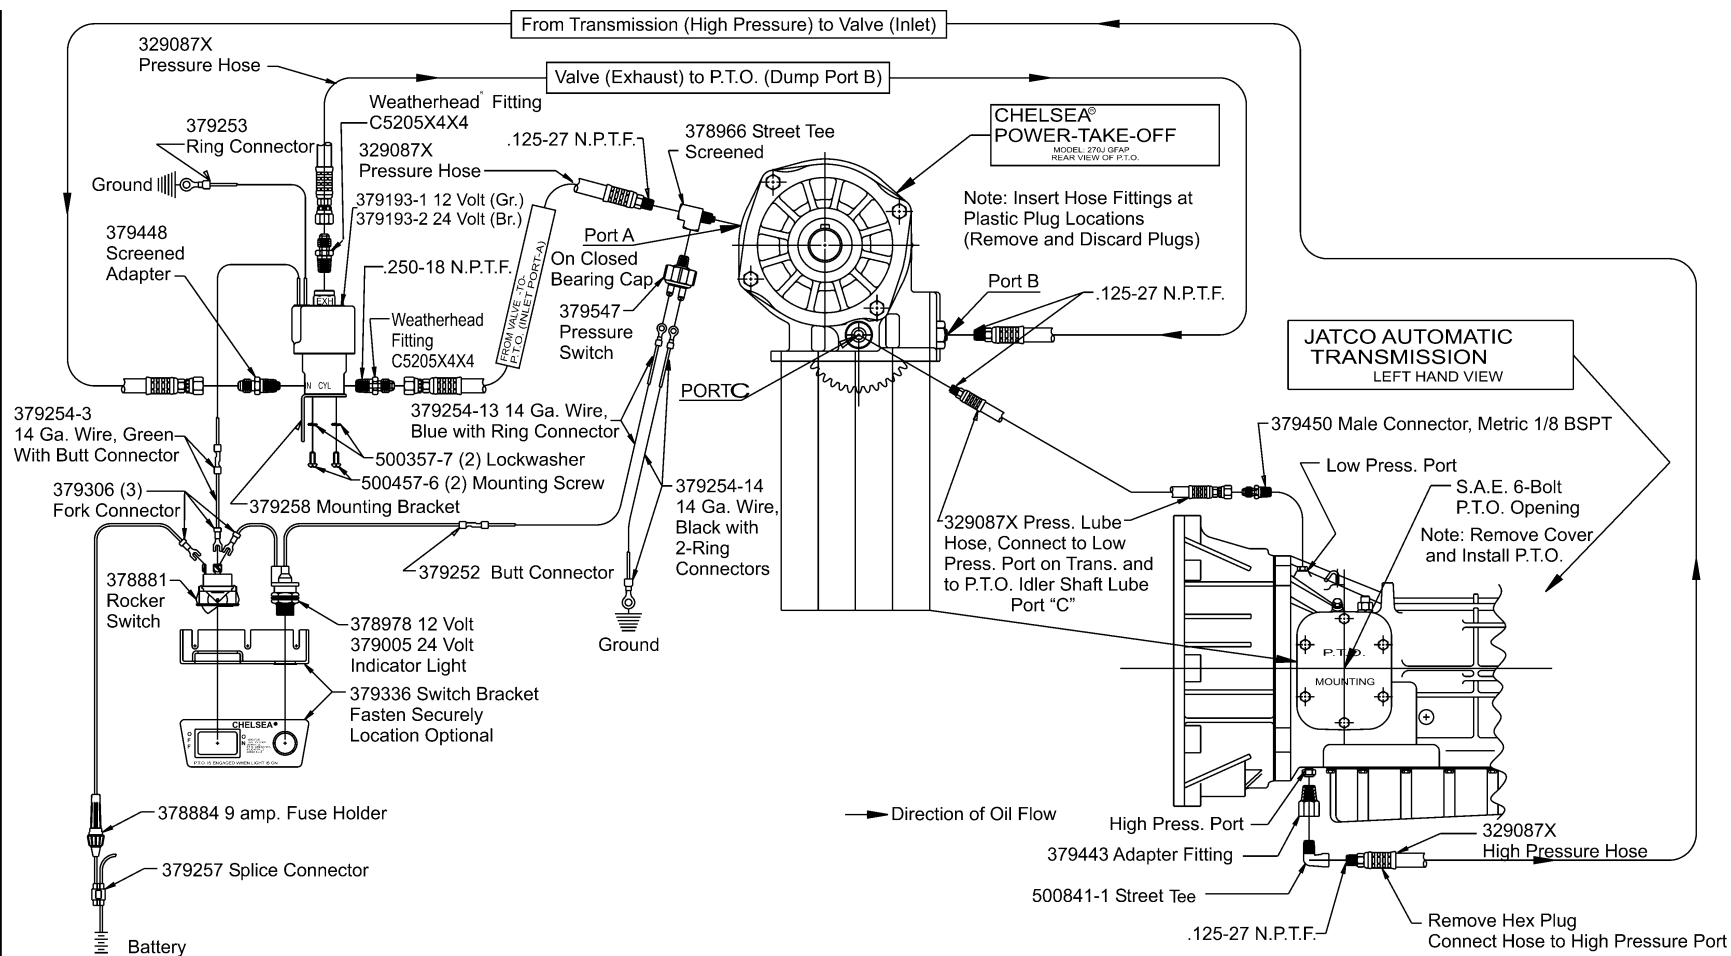 From Transmission (High Pressure) to Valve (Inlet)
329087X
Pressure Hose
Valve (Exhaust) to P.T.O. (Dump Port B)
Weatherhead" Fitting
C5205X4X4
379253
Ring Connector
Ground
.125-27 N.P.T.F.
378966 Street Tee
Screened
CHELSEA®
POWER-TAKE-OFF
MODEL: 270J GFAP
REAR VIEW OF P.T.O.
329087X
Pressure Hose
379193-1 12 Volt (Gr.)
379193-2 24 Volt (Br.)
Note: Insert Hose Fittings at
Plastic Plug Locations
(Remove and Discard Plugs)
379448
Screened
Adapter
Port A
On Closed
Bearing Cap
.250-18 N.P.T.F.
FROM VALVE -TO-
P.T.O. (INLET PORT-A)
Port B
.125-27 N.P.T.F.
EXH
379547
Pressure
Switch
Weatherhead
Fitting
C5205X4X4
JATCO AUTOMATIC
TRANSMISSION
LEFT HAND VIEW
N CYL
PORTC
379254-3
14 Ga. Wire, Green
With Butt Connector
379254-13 14 Ga. Wire,
Blue with Ring Connector
379450 Male Connector, Metric 1/8 BSPT
500357-7 (2) Lockwasher
500457-6 (2) Mounting Screw
379258 Mounting Bracket
Low Press. Port
379306 (3)
Fork Connector
379254-14
14 Ga. Wire,
Black with
2-Ring
Connectors
S.A.E. 6-Bolt
P.T.O. Opening
Note: Remove Cover
and Install P.T.O.
329087X Press. Lube
Hose, Connect to Low
Press. Port on Trans. and
to P.T.O. Idler Shaft Lube
Port “C”
379252 Butt Connector
378881
Rocker
Switch
378978 12 Volt
379005 24 Volt
Indicator Light
Ground
P.T.O.
MOUNTING
379336 Switch Bracket
Fasten Securely
Location Optional
CHELSEA
OFF
ON
P.T.O. IS ENGAGED WHEN LIGHT IS ON
378884 9 amp. Fuse Holder
Direction of Oil Flow
High Press. Port
379443 Adapter Fitting
329087X
High Pressure Hose
379257 Splice Connector
500841-1 Street Tee
.125-27 N.P.T.F.
Remove Hex Plug
Connect Hose to High Pressure Port
Battery